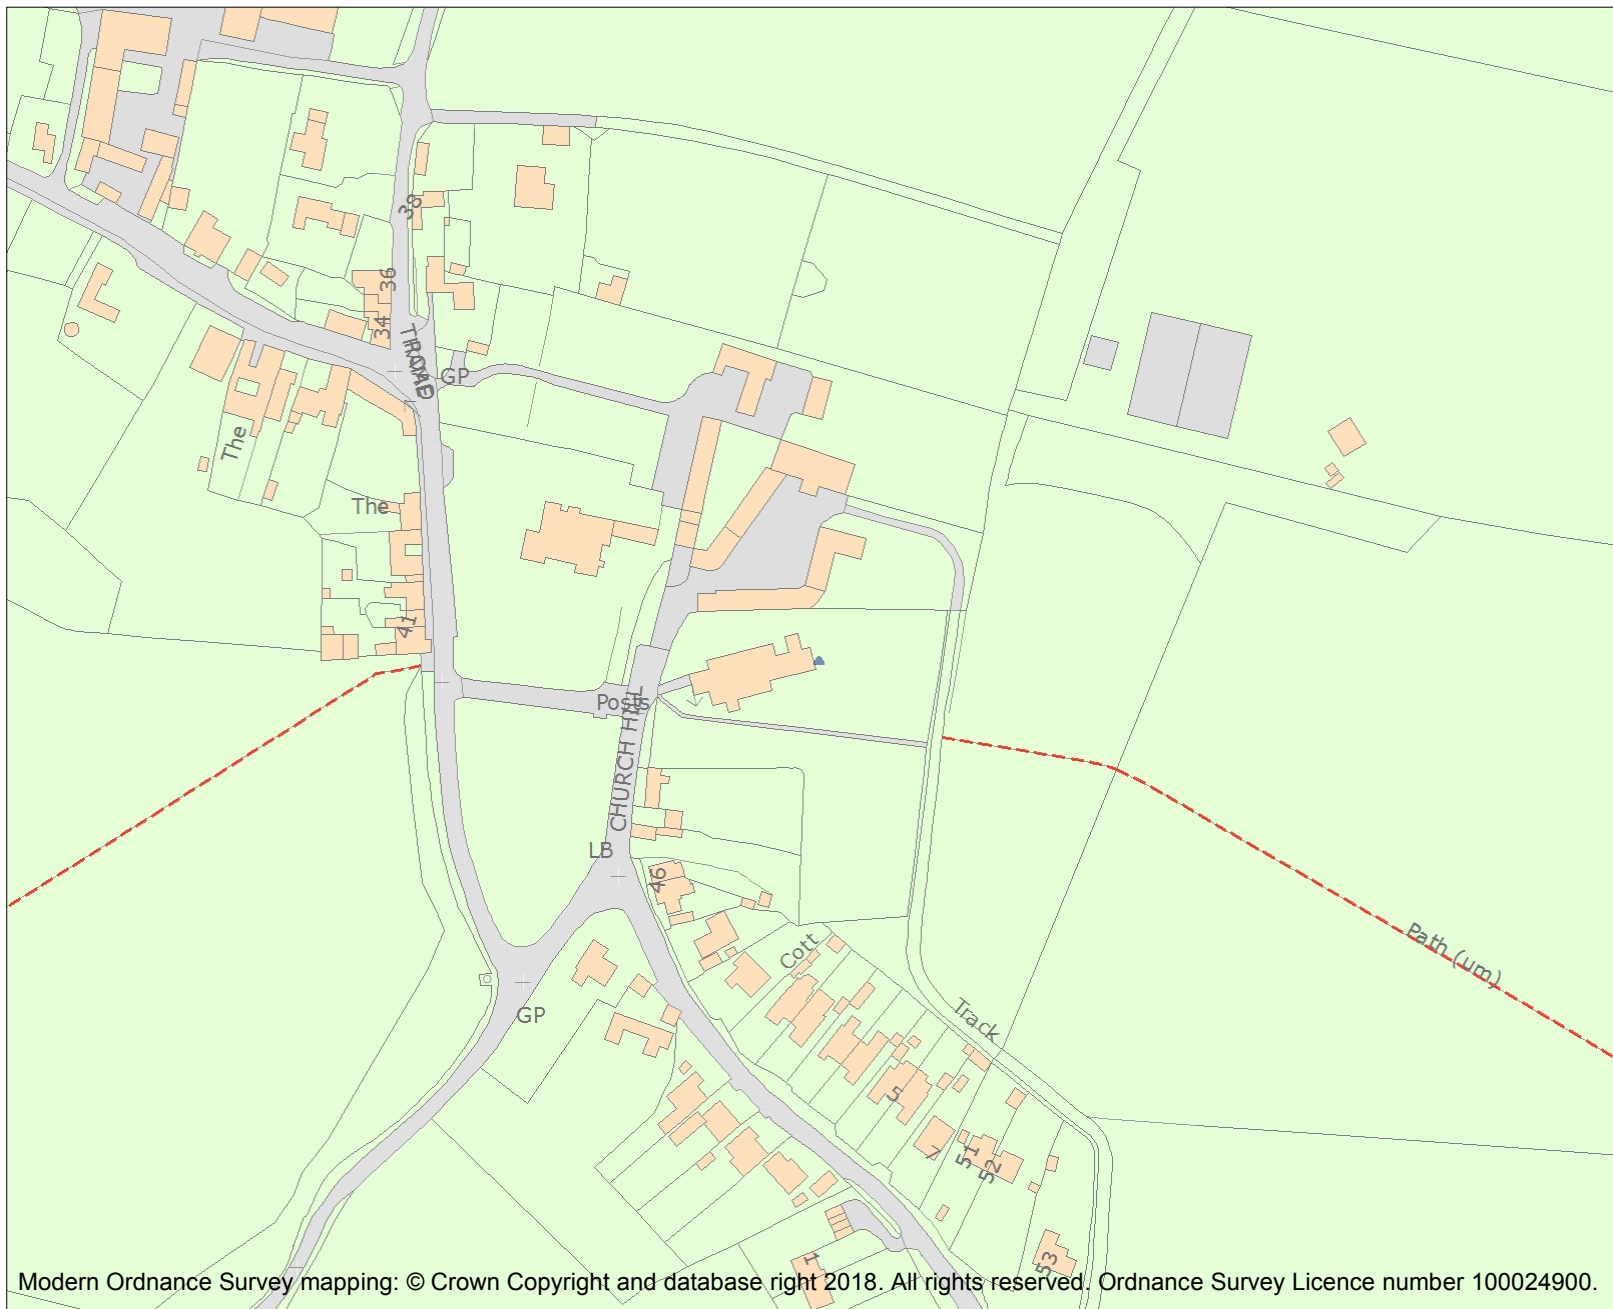 38
36
34
GP
The
The
41
Posts
CHURCH HILL
LB
46
Cott
GP
Track
Path (um)
5
7
51
52
53
1
Modern Ordnance Survey mapping: © Crown Copyright and database right 2018. All rights reserved. Ordnance Survey Licence number 100024900.